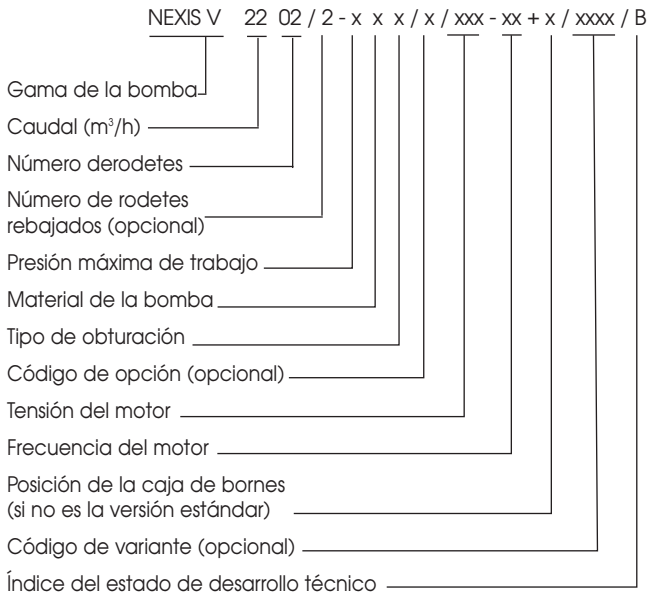 NEXIS V 22 02 / 2 - x x x / x / xxx - xx + x / xxxx / B
Gama de la bomba
Caudal (m³/h)
Número derodetes
Número de rodetes
rebajados (opcional)
Presión máxima de trabajo
Material de la bomba
Tipo de obturación
Código de opción (opcional)
Tensión del motor
Frecuencia del motor
Posición de la caja de bornes
(si no es la versión estándar)
Código de variante (opcional)
Índice del estado de desarrollo técnico